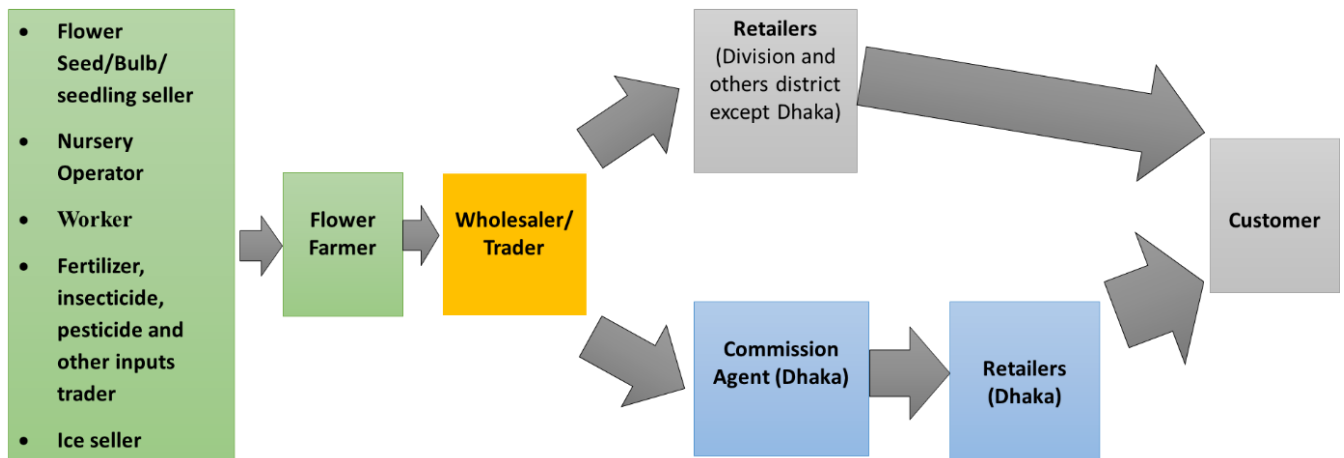 • Flower
Seed/Bulb/
seedling seller
• Nursery
Operator
• Worker
• Fertilizer,
insecticide,
pesticide and
other inputs
trader
• Ice seller
Flower
Farmer
Wholesaler/
Trader
Retailers
(Division and
others district
except Dhaka)
Commission
Agent (Dhaka)
Retailers
(Dhaka)
Customer